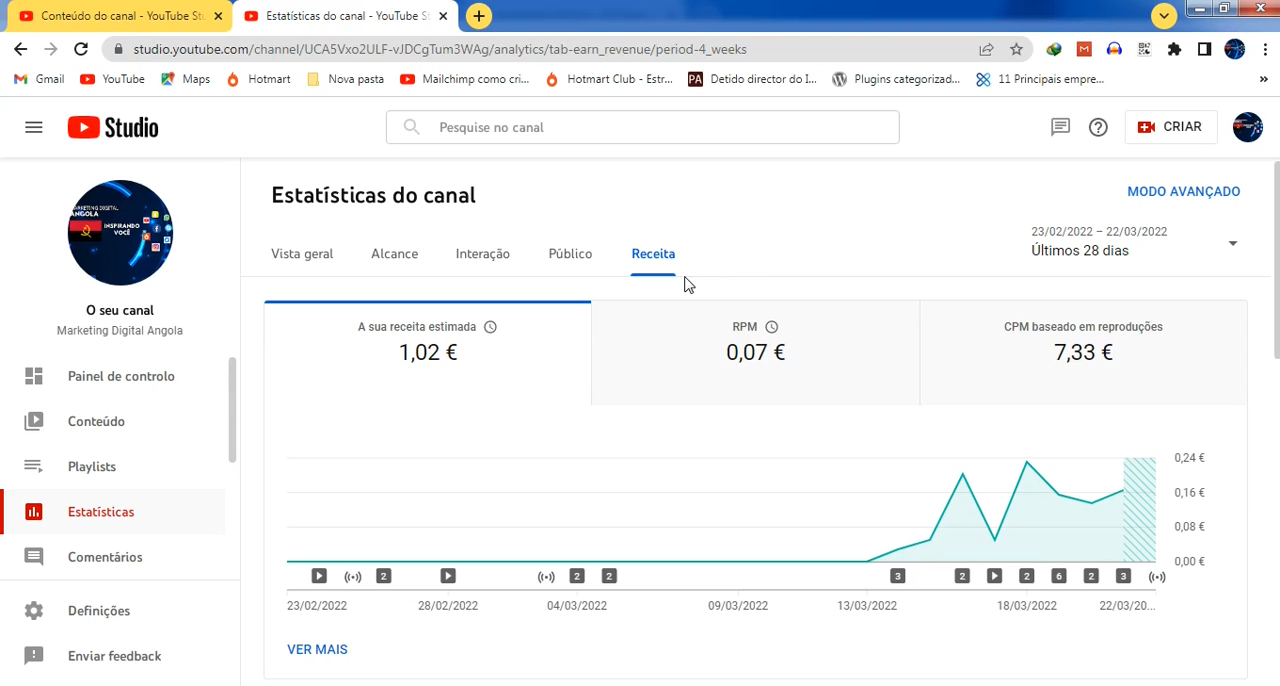 Conteúdo do canal - YouTube Stu
Estatísticas do canal - YouTube S
studio.youtube.com/channel/UCA5Vxo2ULF-vJDCgTum3WAg/analytics/tab-earn_revenue/period-4_weeks
Gmail
YouTube
Maps
Hotmart
Nova pasta
Mailchimp como cri...
Hotmart Club - Estr...
PA
Detido director do I...
Plugins categorizad...
11 Principais empre...
»
Studio
Pesquise no canal
CRIAR
MARKETING DIGITAL
ANGOLA
INSPIRANDO
VOCÊ
O seu canal
Marketing Digital Angola
Painel de controlo
Conteúdo
Playlists
Estatísticas
Comentários
Definições
Enviar feedback
Estatísticas do canal
MODO AVANÇADO
Vista geral
Alcance
Interação
Público
Receita
23/02/2022 – 22/03/2022
Últimos 28 dias
A sua receita estimada
1,02 €
RPM
0,07 €
CPM baseado em reproduções
7,33 €
0,24 €
0,16 €
0,08 €
0,00 €
2
2
2
3
2
2
6
2
3
23/02/2022
28/02/2022
04/03/2022
09/03/2022
13/03/2022
18/03/2022
22/03/20...
VER MAIS